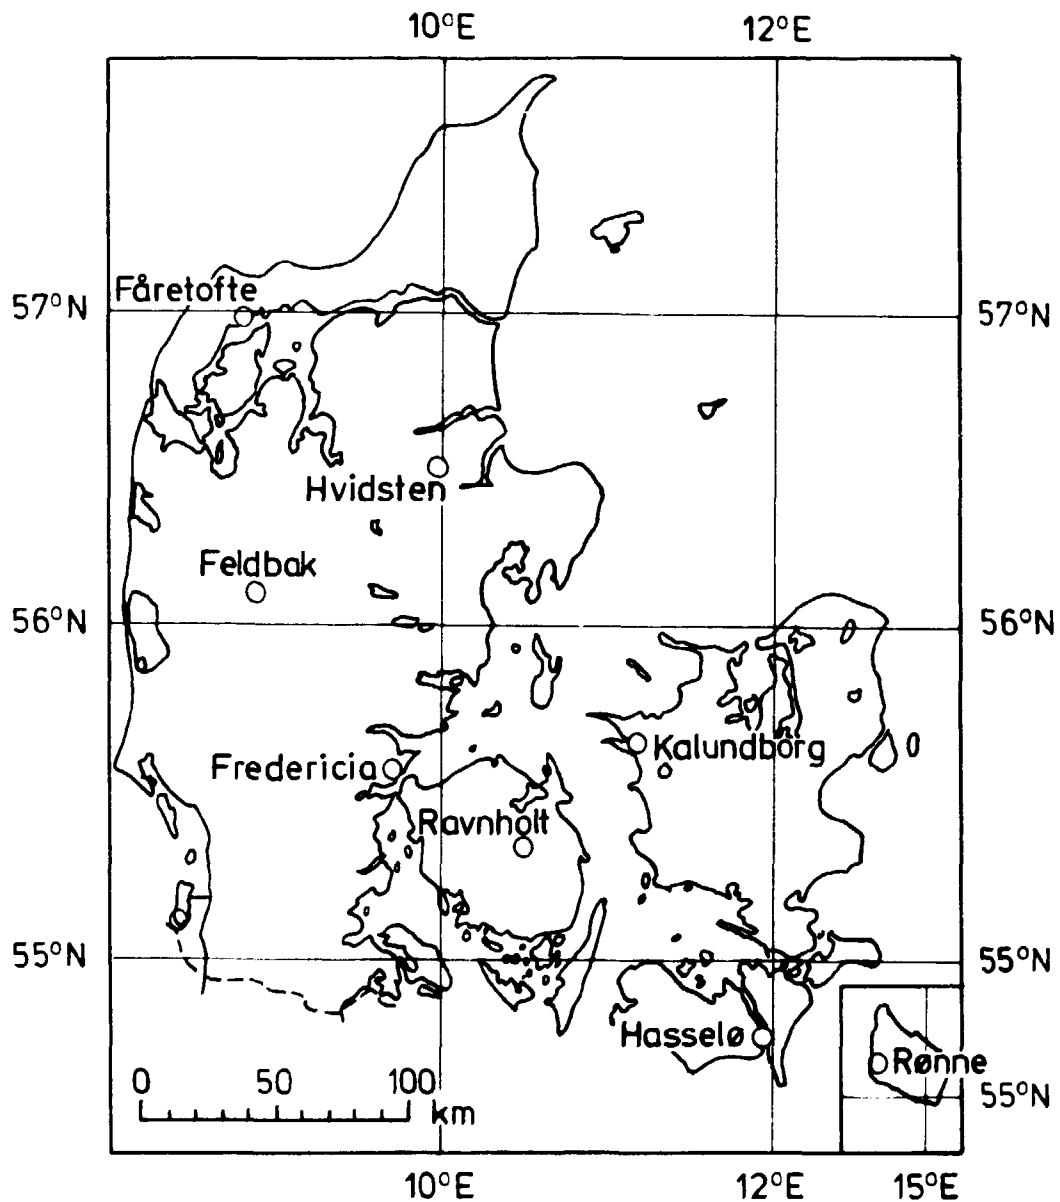 10°E 12°E
Fåretofte
57°N 57°N
Hvidsten
Feldbak
56°N 56°N
Kalundborg
Fredericia
Ravnholt
55°N 55°N
Hasselø
Rønne
0 50 100
km
55°N
10°E 12°E 15°E